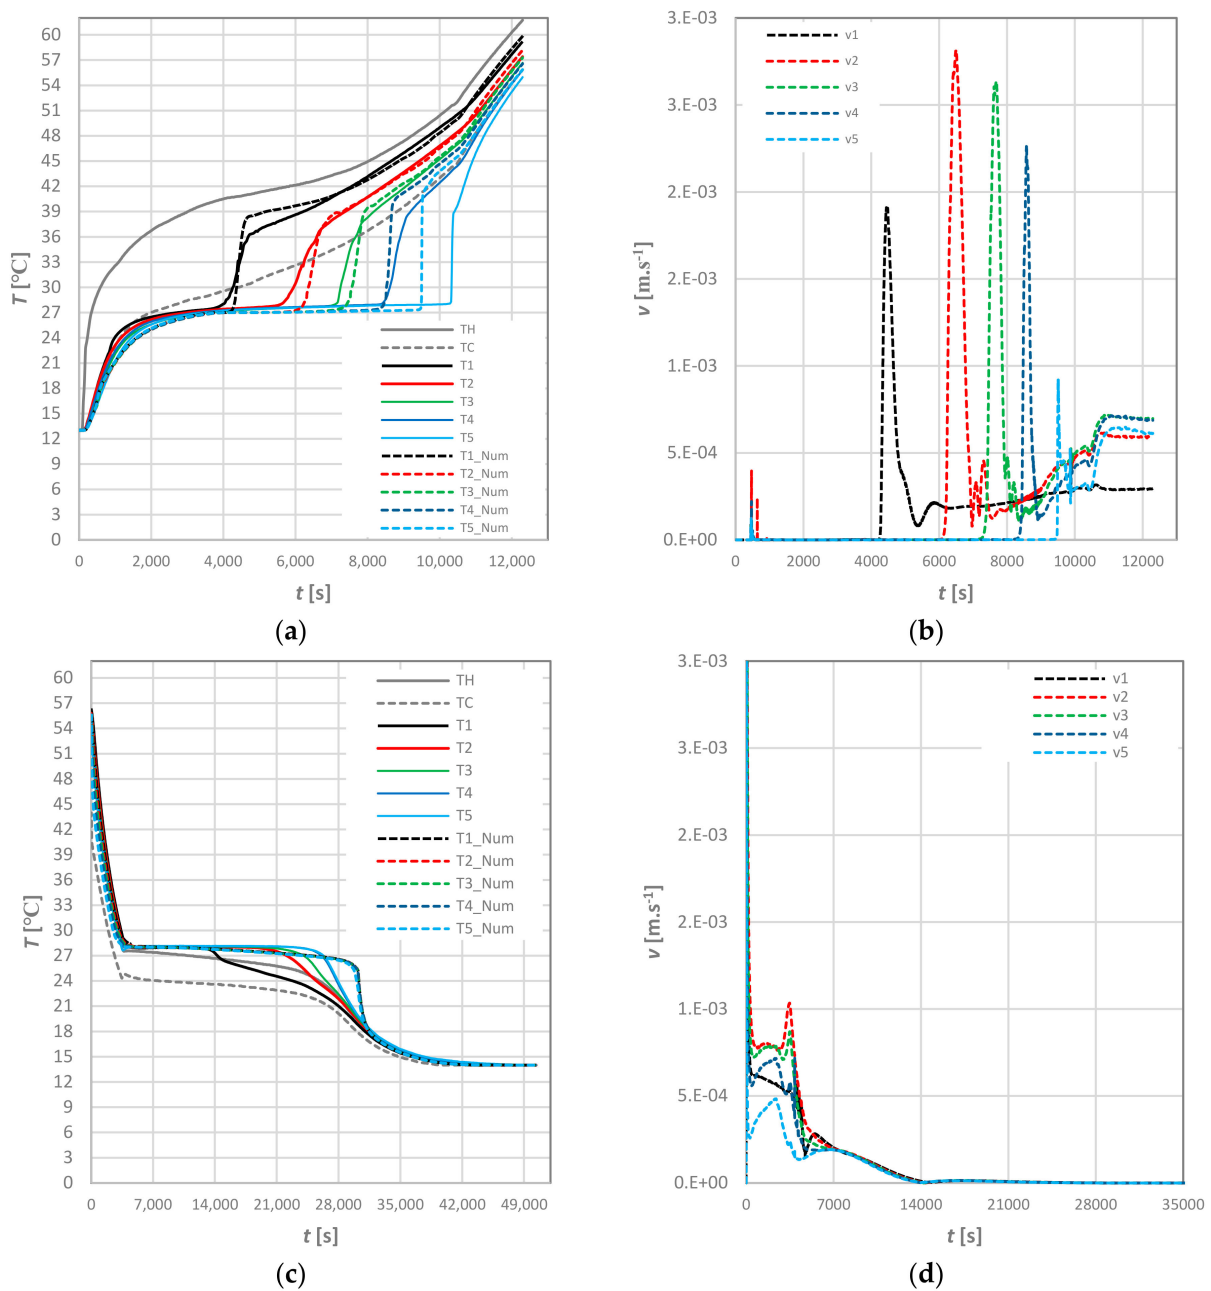 60
57
54
51
48
45
42
39
36
33
30
27
24
21
18
15
12
9
6
3
0
T [°C]
0
2,000
4,000
6,000
8,000
10,000
12,000
t [s]
TH
TC
T1
T2
T3
T4
T5
T1_Num
T2_Num
T3_Num
T4_Num
T5_Num
(a)
3.E-03
3.E-03
2.E-03
2.E-03
1.E-03
5.E-04
0.E+00
v [m.s-1]
0
2000
4000
6000
8000
10000
12000
t [s]
v1
v2
v3
v4
v5
(b)
60
57
54
51
48
45
42
39
36
33
30
27
24
21
18
15
12
9
6
3
0
T [°C]
0
7,000
14,000
21,000
28,000
35,000
42,000
49,000
t [s]
TH
TC
T1
T2
T3
T4
T5
T1_Num
T2_Num
T3_Num
T4_Num
T5_Num
(c)
3.E-03
3.E-03
2.E-03
2.E-03
1.E-03
5.E-04
0.E+00
v [m.s-1]
0
7000
14000
21000
28000
35000
t [s]
v1
v2
v3
v4
v5
(d)